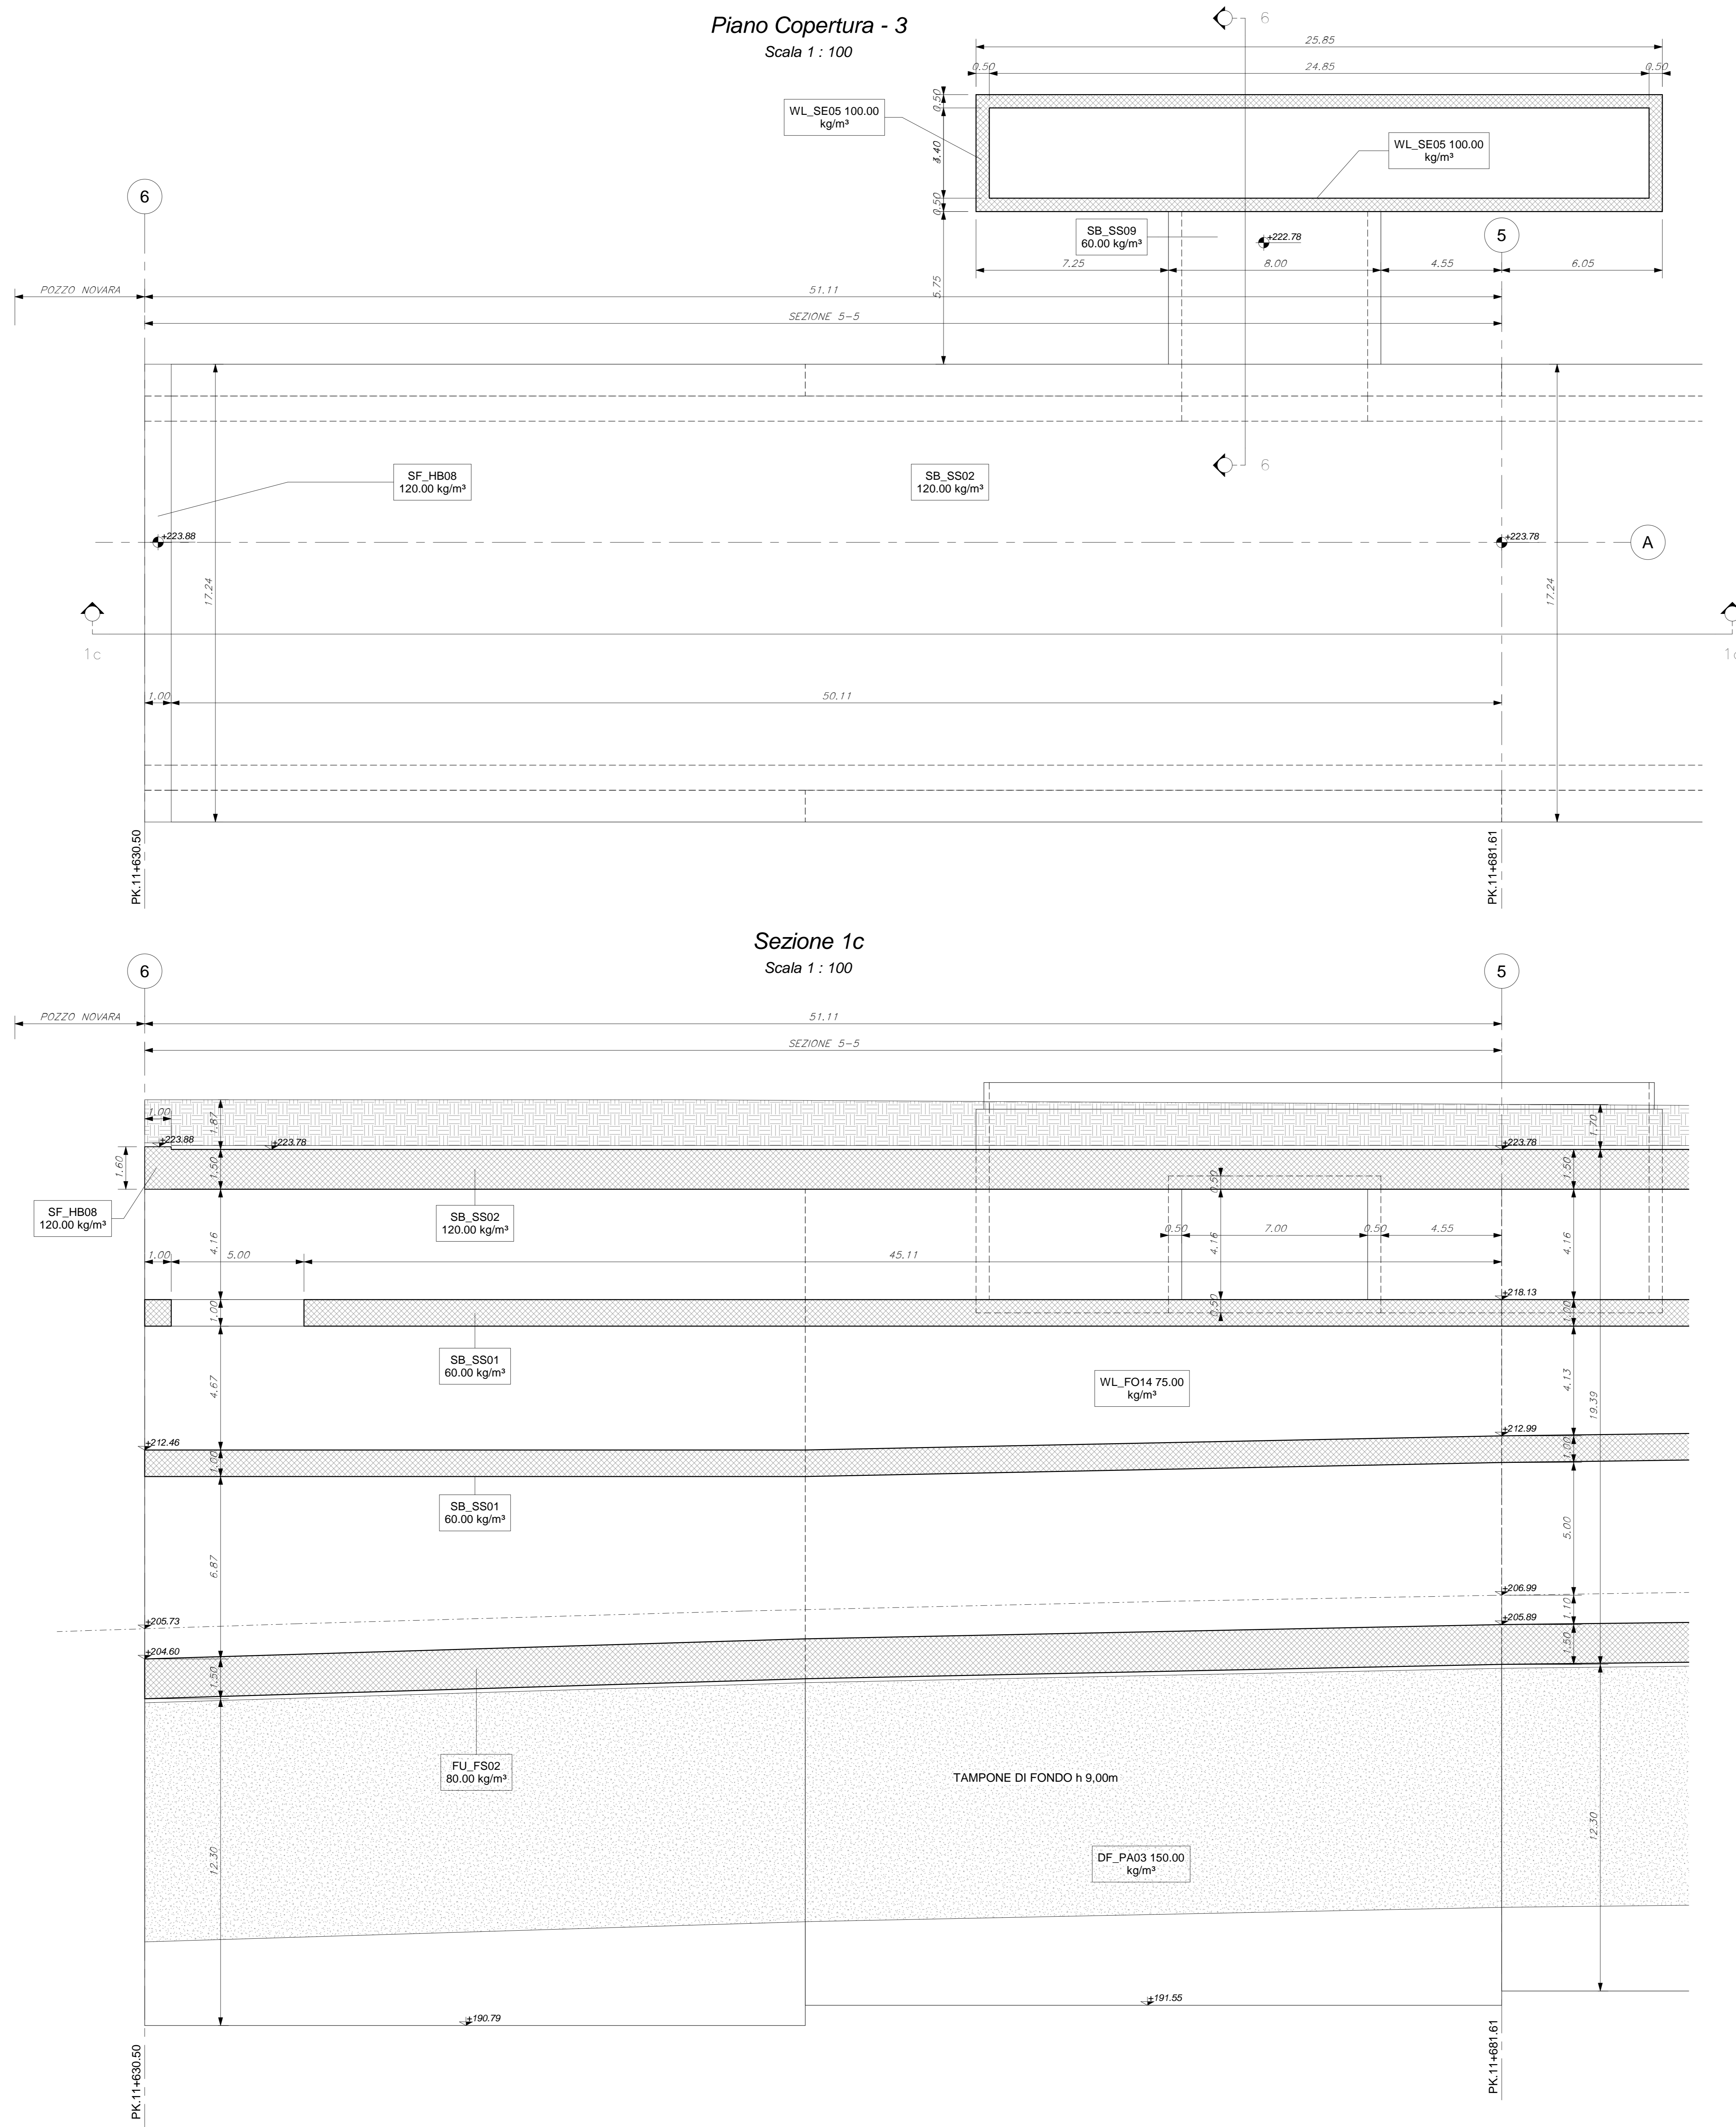 Piano Copertura - 3
Scala 1 : 100
6
25.85
0.50
24.85
0.50
WL_SE05 100.00
kg/m³
0.50
0.50
WL_SE05 100.00
kg/m³
6
SB_SS09
60.00 kg/m³
+222.78
5
7.25
8.00
4.55
6.05
5.75
POZZO NOVARA
51.11
SEZIONE 5-5
SF_HB08
120.00 kg/m³
SB_SS02
120.00 kg/m³
6
+223.88
+223.78
A
17.24
17.24
1c
1.00
50.11
PK.11+630.50
PK.11+681.61
Sezione 1c
Scala 1 : 100
6
5
POZZO NOVARA
51.11
SEZIONE 5-5
1.00
1.87
1.70
+223.88
+223.78
+223.78
1.60
1.50
0.50
1.50
SF_HB08
120.00 kg/m³
SB_SS02
120.00 kg/m³
0.50
7.00
0.50
4.55
4.16
4.16
4.16
1.00
5.00
45.11
+218.13
1.00
0.50
1.00
SB_SS01
60.00 kg/m³
WL_FO14 75.00
kg/m³
4.67
4.13
19.39
+212.46
+212.99
1.00
1.00
SB_SS01
60.00 kg/m³
6.87
5.00
+206.99
+205.73
1.10
+205.89
+204.60
1.50
1.50
FU_FS02
80.00 kg/m³
TAMPONE DI FONDO h 9,00m
DF_PA03 150.00
kg/m³
12.30
12.30
+191.55
+190.79
PK.11+630.50
PK.11+681.61